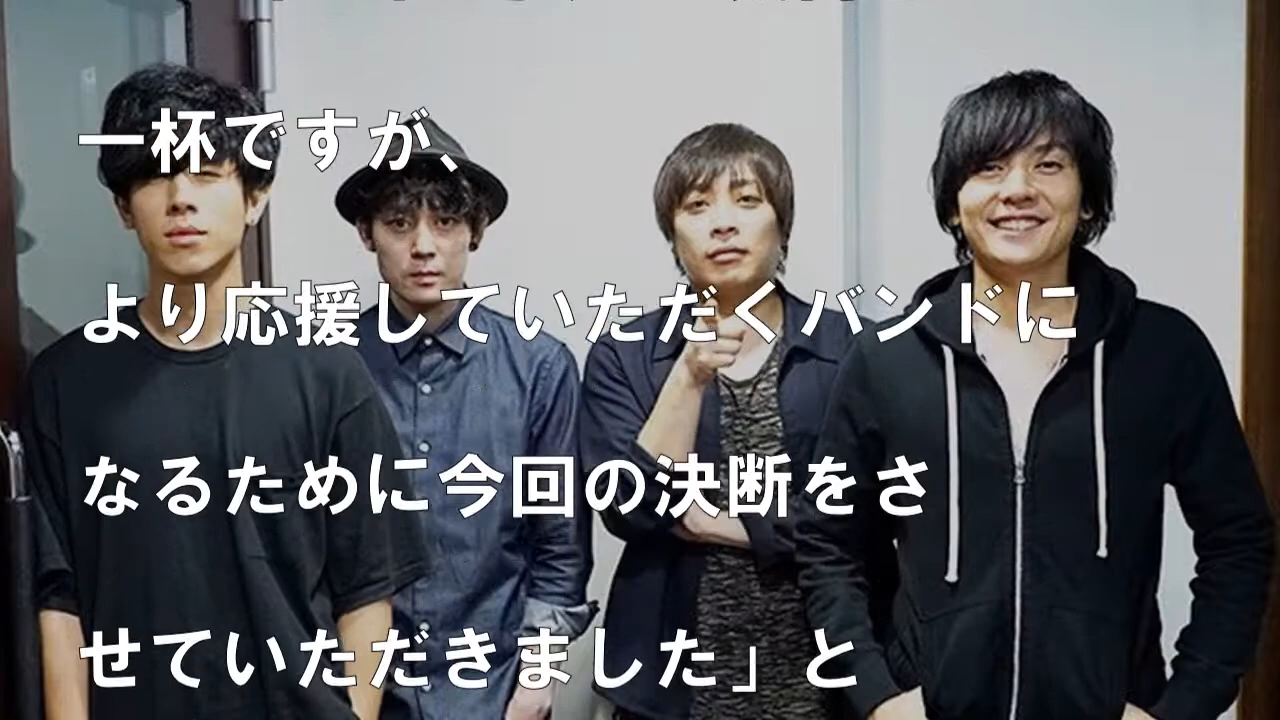 一杯ですが、
より応援していただくバンドに
なるために今回の決断をさ
せていただきました」と